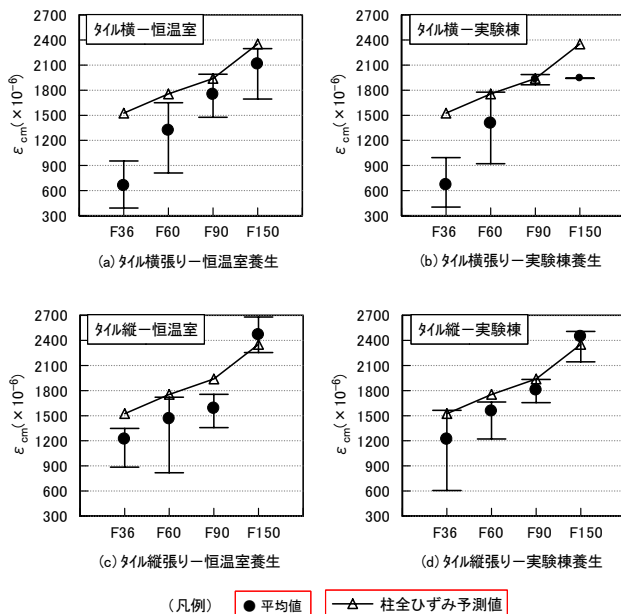 タイル横－恒温室
2700
2400
2100
1800
1500
1200
900
600
300
εcm(×10⁻⁶)
F36 F60 F90 F150
(a) タイル横張り－恒温室養生
タイル横－実験棟
2700
2400
2100
1800
1500
1200
900
600
300
εcm(×10⁻⁶)
F36 F60 F90 F150
(b) タイル横張り－実験棟養生
タイル縦－恒温室
2700
2400
2100
1800
1500
1200
900
600
300
εcm(×10⁻⁶)
F36 F60 F90 F150
(c) タイル縦張り－恒温室養生
タイル縦－実験棟
2700
2400
2100
1800
1500
1200
900
600
300
εcm(×10⁻⁶)
F36 F60 F90 F150
(d) タイル縦張り－実験棟養生
(凡例) 平均値 柱全ひずみ予測値